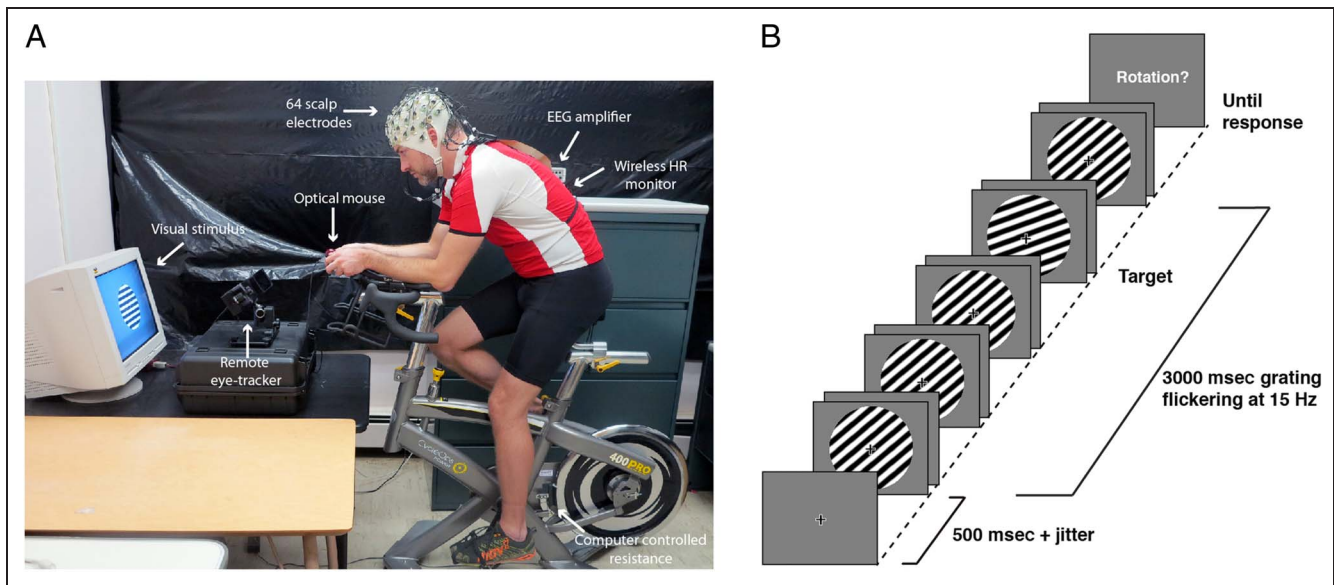 A
64 scalp
electrodes
EEG amplifier
Wireless HR
monitor
Optical mouse
Visual stimulus
Remote
eye-tracker
CycleOps
400PRO
Computer controlled
resistance
B
Rotation?
Until
response
Target
3000 msec grating
flickering at 15 Hz
500 msec + jitter